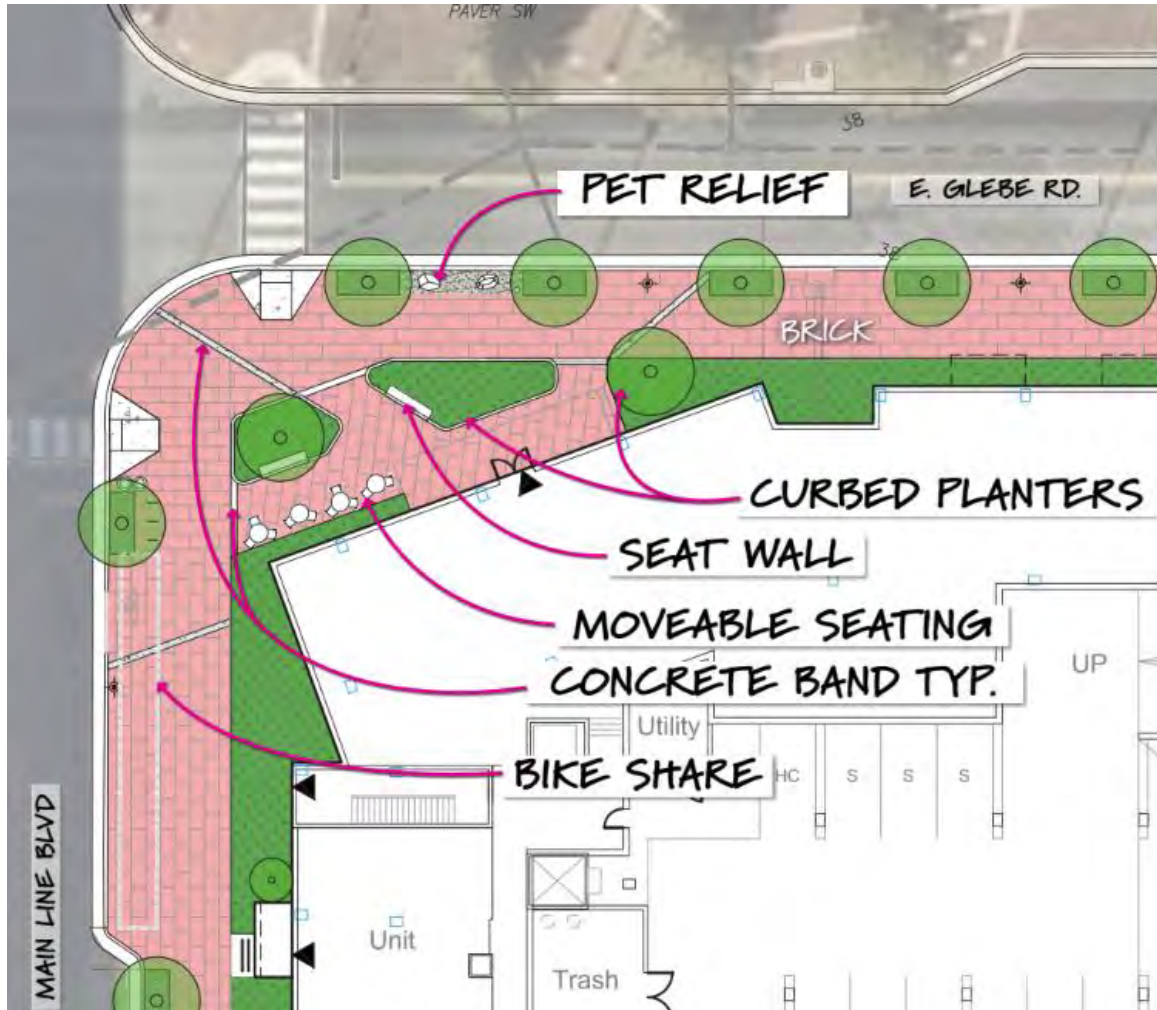 PAVER SW
38
PET RELIEF
E. GLEBE RD.
38
BRICK
CURBED PLANTERS
SEAT WALL
MOVEABLE SEATING
CONCRETE BAND TYP.
UP
Utility
BIKE SHARE
HC
S
S
S
MAIN LINE BLVD
Unit
Trash